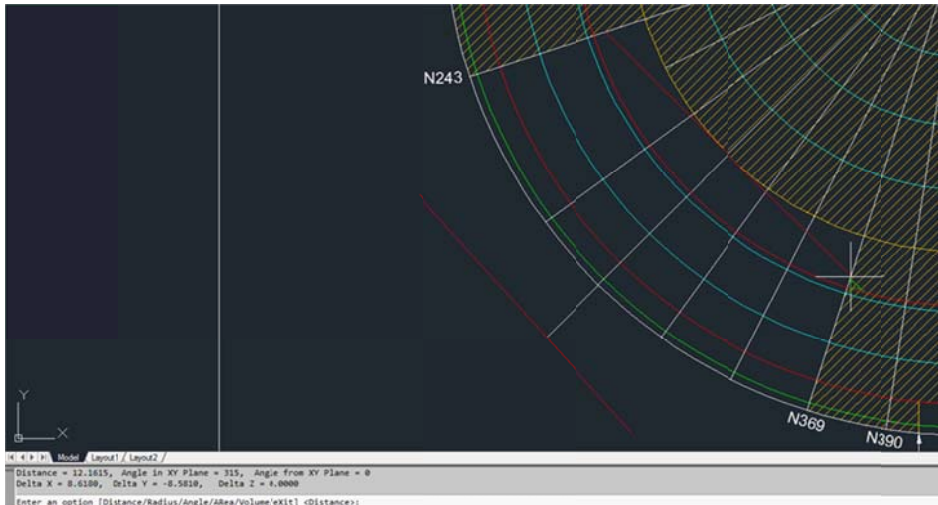 N243
N369
N390
Y
X
Model Layout1 Layout2
Distance = 12.1615, Angle in XY Plane = 315, Angle from XY Plane = 0
Delta X = 8.6180, Delta Y = -8.5810, Delta Z = 4.0000
Enter an option [Distance/Radius/Angle/ARea/Volume'eXit] <Distance>: